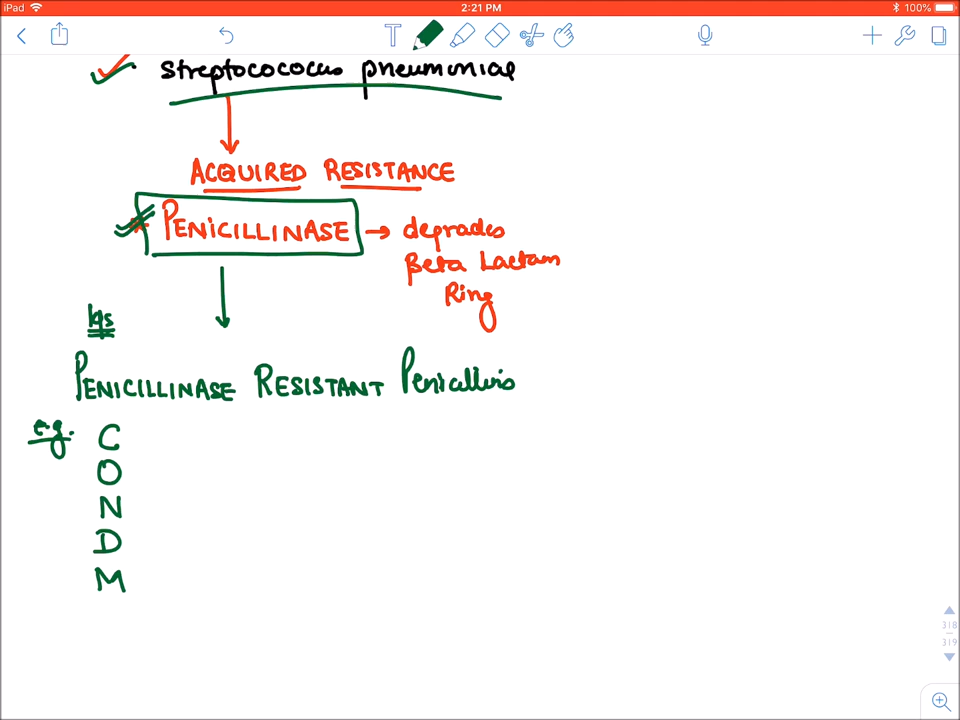 iPad 2:21 PM 100%
T
Streptococcus pneumoniae
ACQUIRED RESISTANCE
* PENICILLINASE → degrades
Beta Lactam
Ring
PENICILLINASE RESISTANT Penicillins
e.g. C
O
N
D
M
318
319